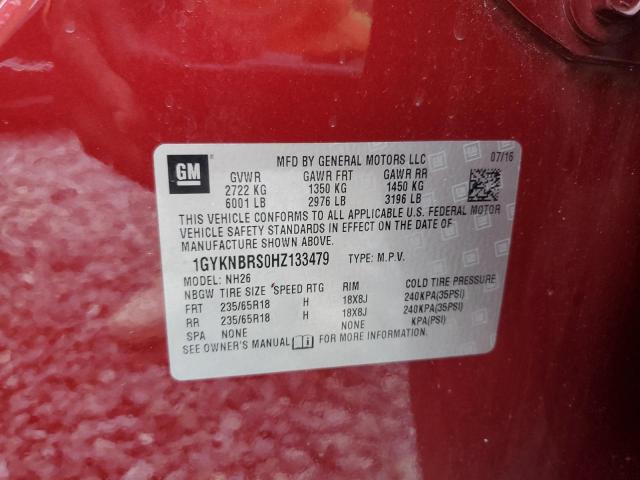 GM
MFD BY GENERAL MOTORS LLC 07/16
GVWR GAWR FRT GAWR RR
2722 KG 1350 KG 1450 KG
6001 LB 2976 LB 3196 LB
THIS VEHICLE CONFORMS TO ALL APPLICABLE U.S. FEDERAL MOTOR
VEHICLE SAFETY STANDARDS IN EFFECT ON THE DATE OF
MANUFACTURE SHOWN ABOVE.
1GYKNBRS0HZ133479 TYPE: M.P.V.
MODEL: NH26
NBGW TIRE SIZE SPEED RTG RIM COLD TIRE PRESSURE
FRT 235/65R18 H 18X8J 240KPA(35PSI)
RR 235/65R18 H 18X8J 240KPA(35PSI)
SPA NONE NONE KPA(PSI)
SEE OWNER'S MANUAL FOR MORE INFORMATION.